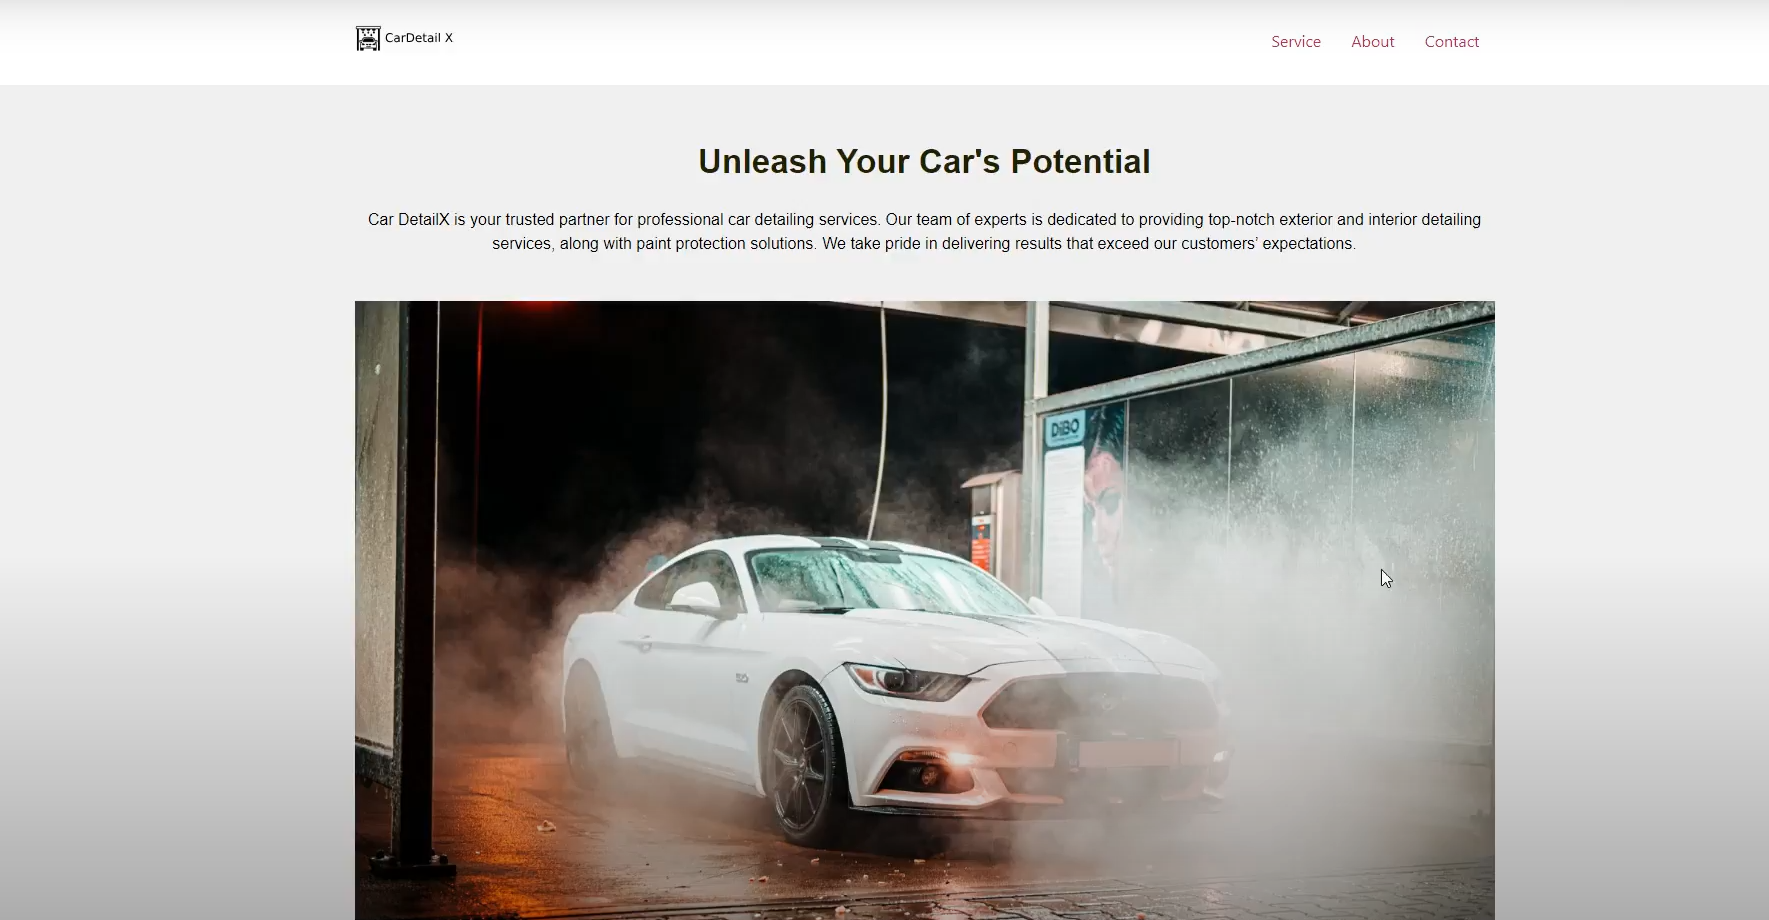 CarDetail X
Service
About
Contact
Unleash Your Car's Potential
Car DetailX is your trusted partner for professional car detailing services. Our team of experts is dedicated to providing top-notch exterior and interior detailing
services, along with paint protection solutions. We take pride in delivering results that exceed our customers’ expectations.
DiBO